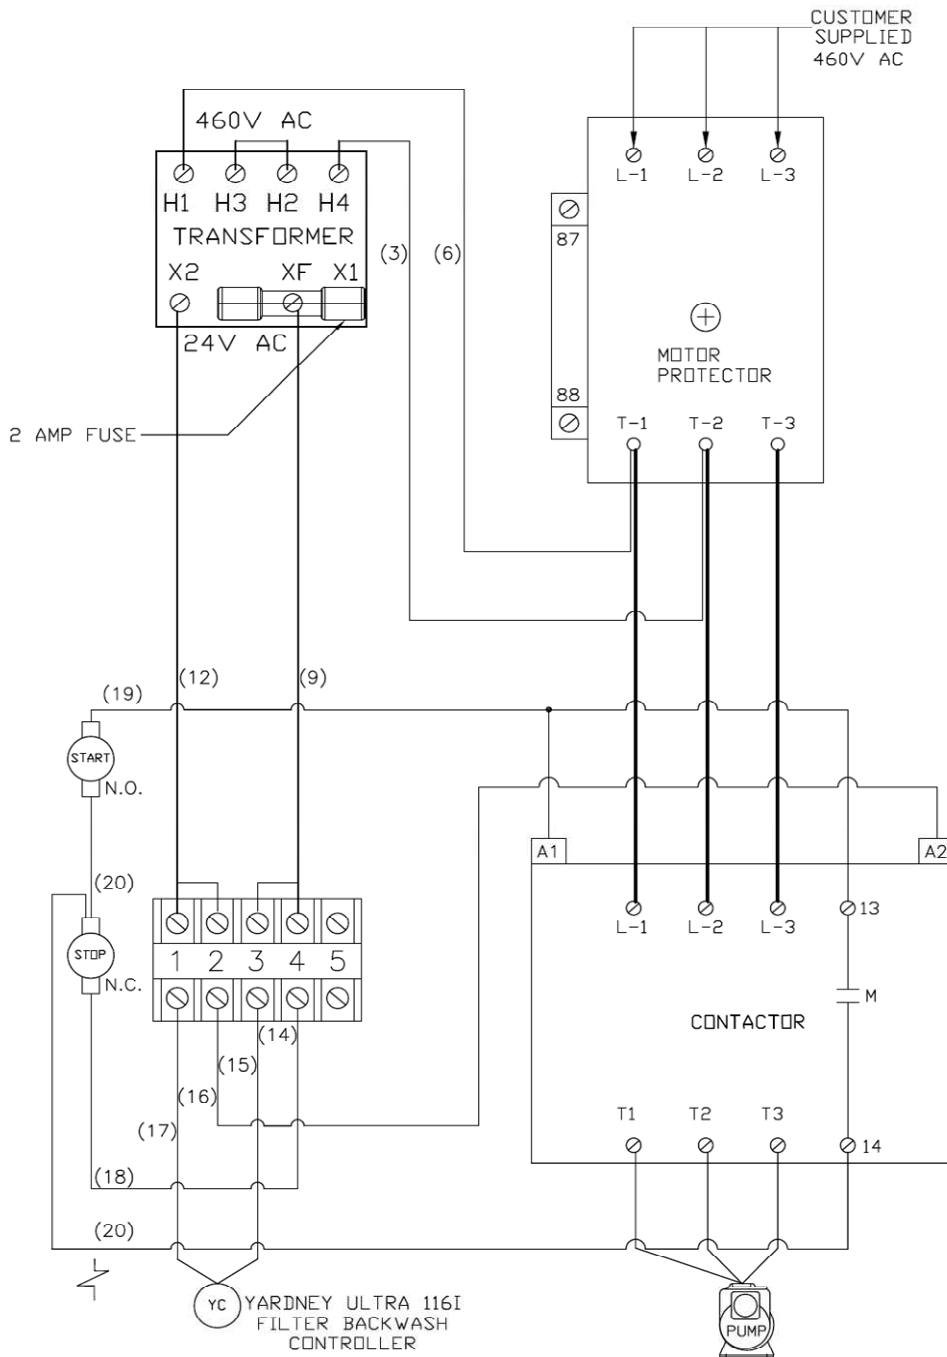 CUSTOMER
SUPPLIED
460V AC
460V AC
H1 H3 H2 H4
TRANSFORMER
X2 XF X1
24V AC
2 AMP FUSE
(3) (6)
L-1 L-2 L-3
87
MOTOR
PROTECTOR
88
T-1 T-2 T-3
(12) (9)
(19)
START
N.O.
(20)
STOP
N.C.
1 2 3 4 5
A1 A2
L-1 L-2 L-3 13
M
CONTACTOR
T1 T2 T3
14
(14)
(15)
(16)
(17)
(18)
(20)
YC
YARDNEY ULTRA 116I
FILTER BACKWASH
CONTROLLER
PUMP